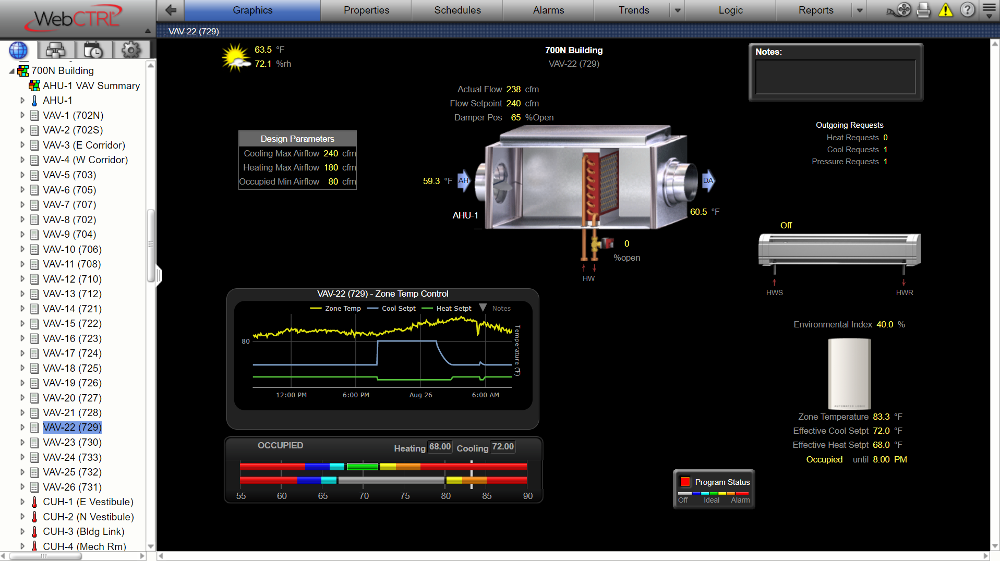 WebCTRL
Graphics
Properties
Schedules
Alarms
Trends
Logic
Reports
: VAV-22 (729)
700N Building
AHU-1 VAV Summary
AHU-1
VAV-1 (702N)
VAV-2 (702S)
VAV-3 (E Corridor)
VAV-4 (W Corridor)
VAV-5 (703)
VAV-6 (705)
VAV-7 (707)
VAV-8 (702)
VAV-9 (704)
VAV-10 (706)
VAV-11 (708)
VAV-12 (710)
VAV-13 (712)
VAV-14 (721)
VAV-15 (722)
VAV-16 (723)
VAV-17 (724)
VAV-18 (725)
VAV-19 (726)
VAV-20 (727)
VAV-21 (728)
VAV-22 (729)
VAV-23 (730)
VAV-24 (733)
VAV-25 (732)
VAV-26 (731)
CUH-1 (E Vestibule)
CUH-2 (N Vestibule)
CUH-3 (Bldg Link)
CUH-4 (Mech Rm)
63.5 °F
72.1 %rh
700N Building
VAV-22 (729)
Notes:
Actual Flow 238 cfm
Flow Setpoint 240 cfm
Damper Pos 65 %Open
Design Parameters
Cooling Max Airflow 240 cfm
Heating Max Airflow 180 cfm
Occupied Min Airflow 80 cfm
59.3 °F
AH
AHU-1
DA
60.5 °F
0
%open
HW
Outgoing Requests
Heat Requests 0
Cool Requests 1
Pressure Requests 1
Off
HWS
HWR
VAV-22 (729) - Zone Temp Control
Zone Temp
Cool Setpt
Heat Setpt
Notes
80
Temperature (°F)
12:00 PM
6:00 PM
Aug 26
6:00 AM
Environmental Index 40.0 %
AUTOMATED LOGIC
Zone Temperature 83.3 °F
Effective Cool Setpt 72.0 °F
Effective Heat Setpt 68.0 °F
Occupied until 8:00 PM
OCCUPIED
Heating 68.00 Cooling 72.00
55 60 65 70 75 80 85 90
Program Status
Off Ideal Alarm